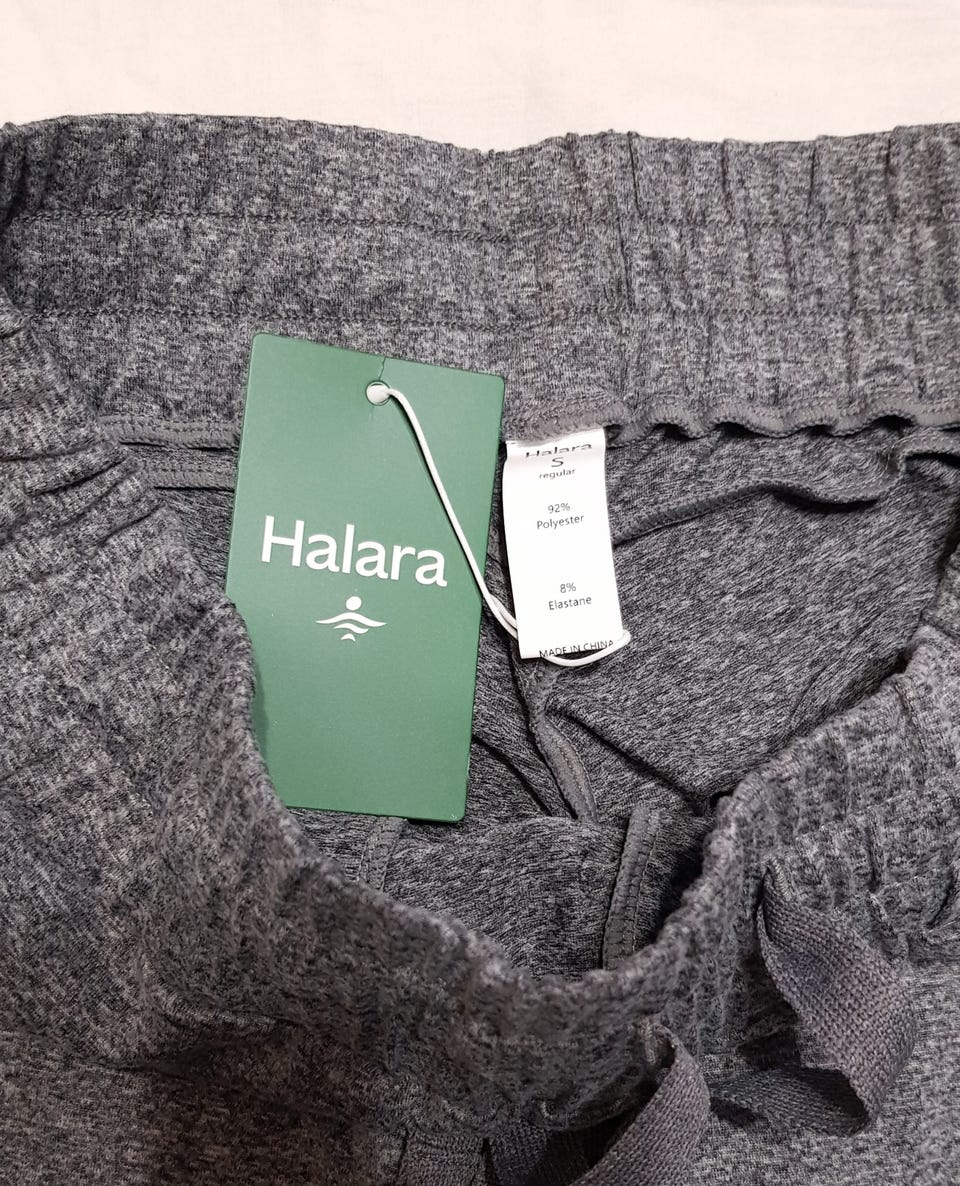 Halara
Halara
S
regular
92%
Polyester
8%
Elastane
MADE IN CHINA